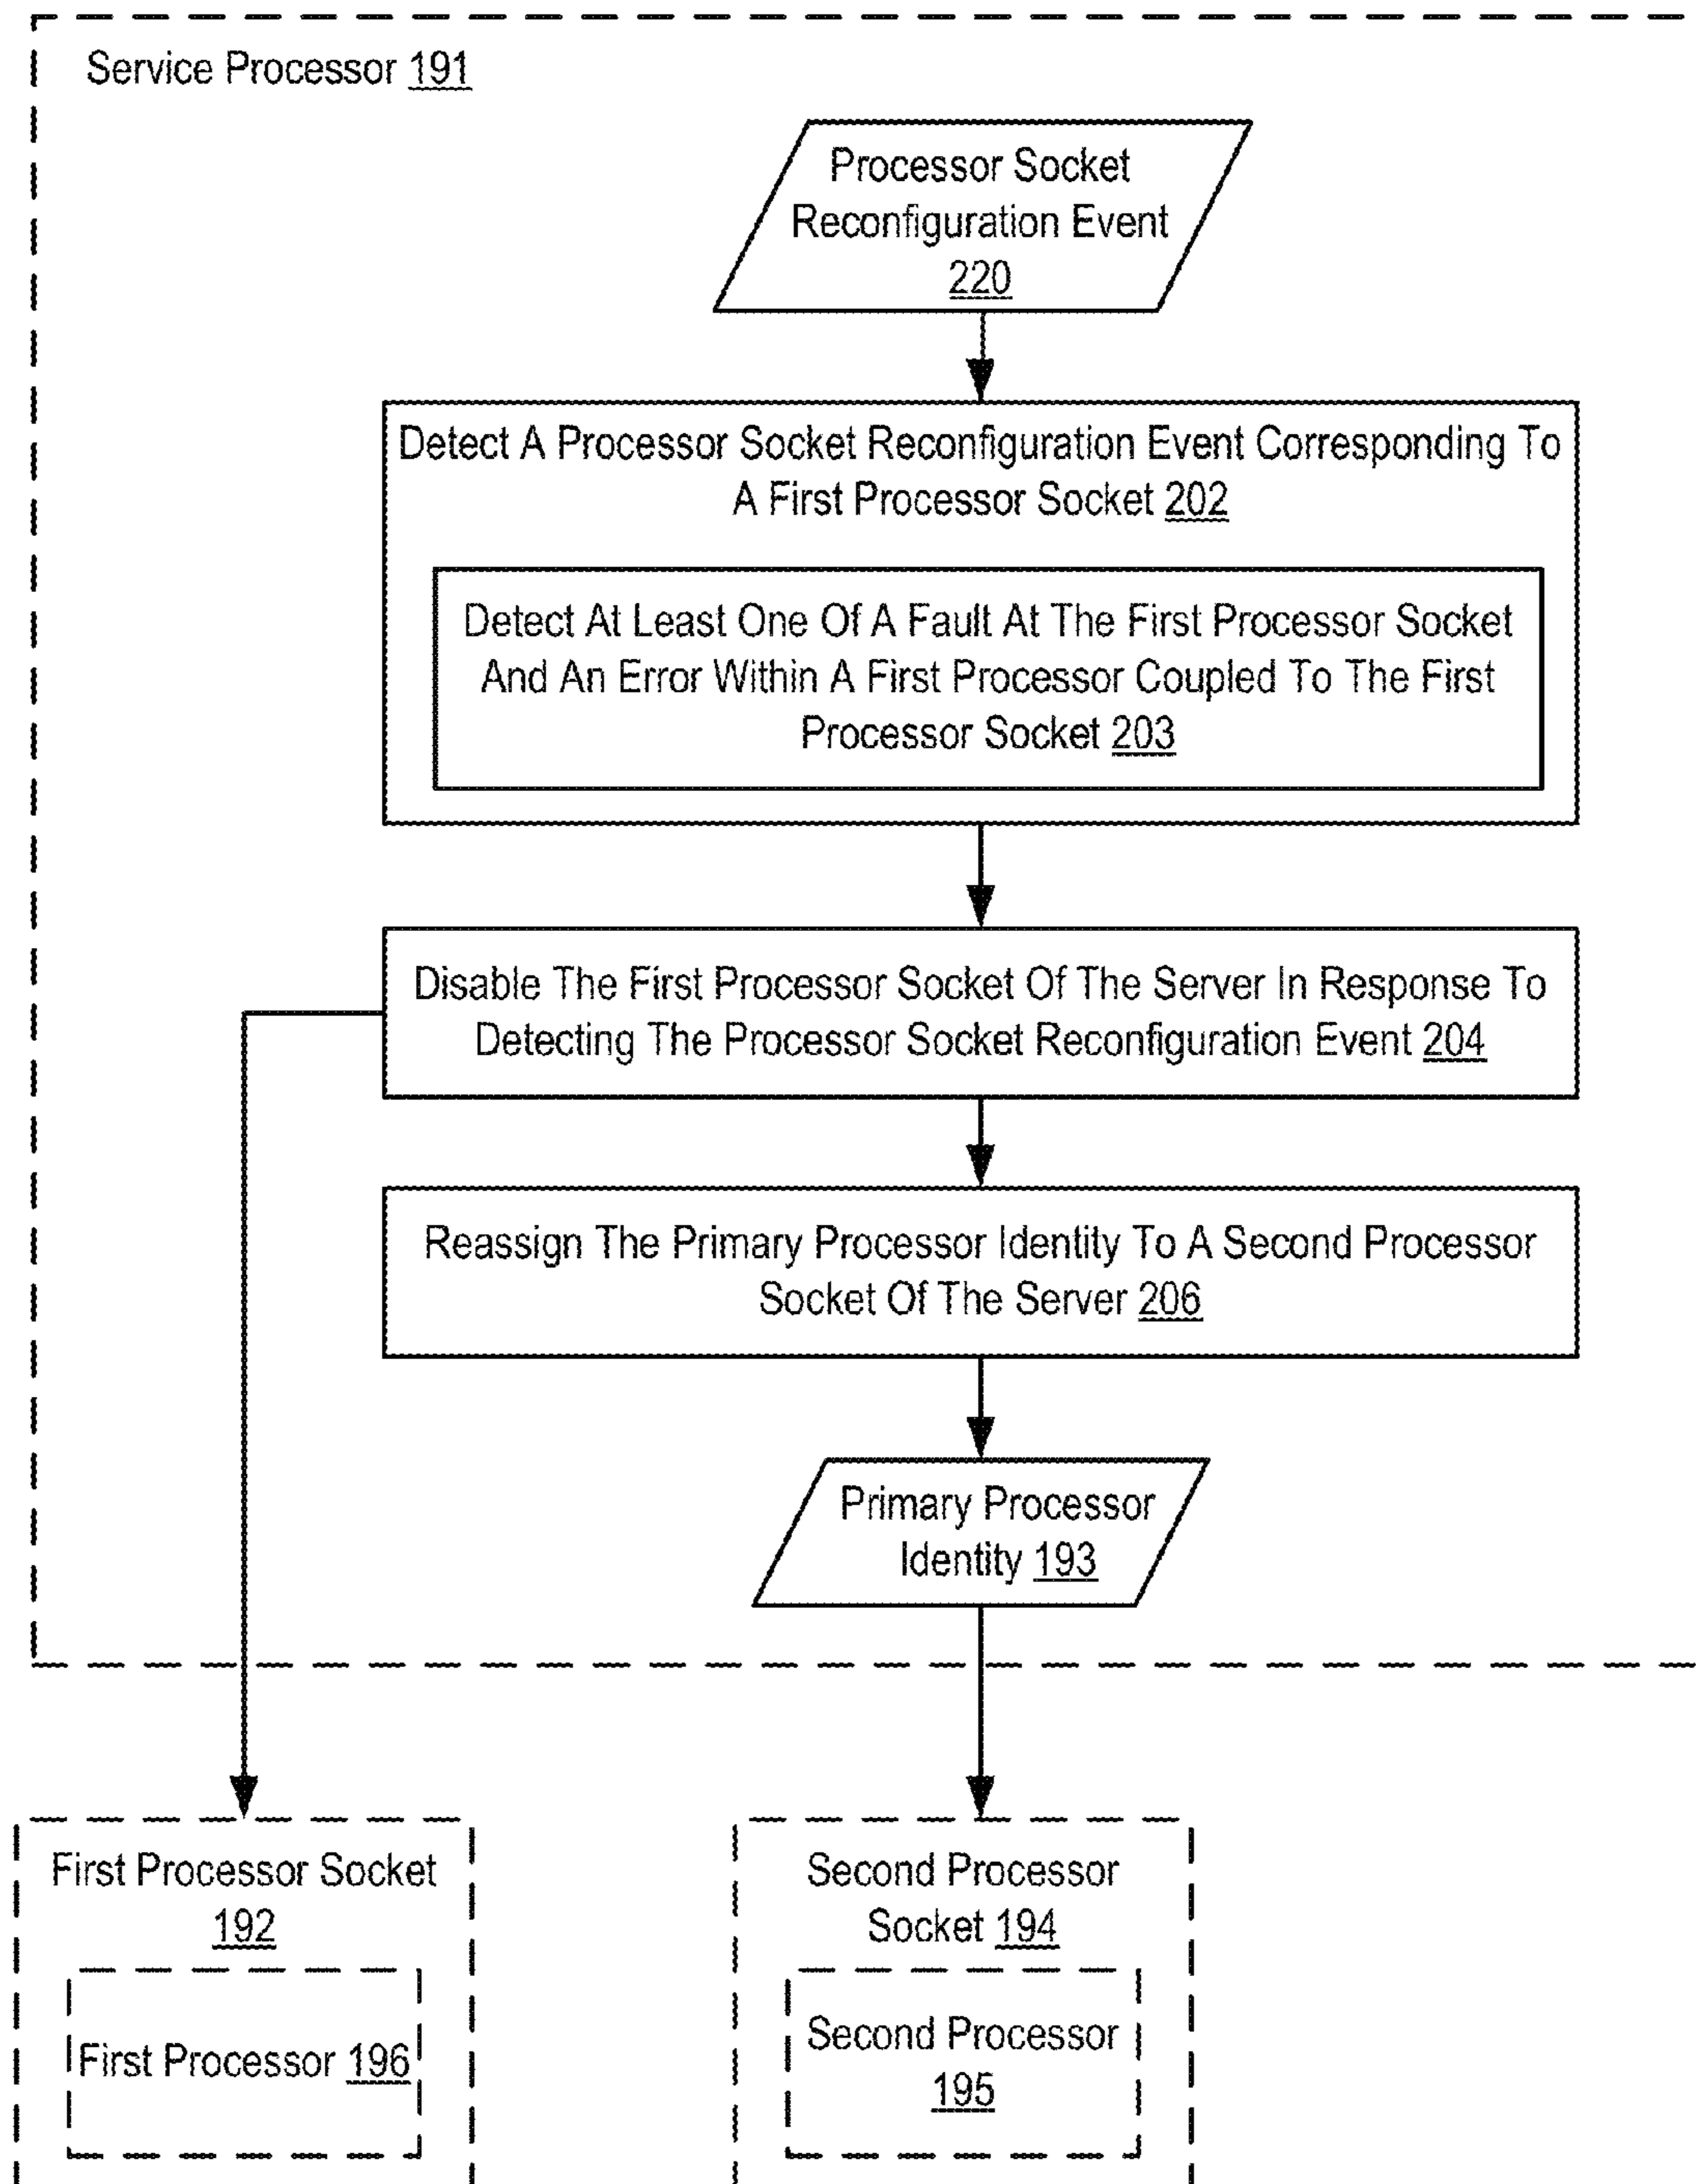 Service Processor 191
Processor Socket
Reconfiguration Event
220
Detect A Processor Socket Reconfiguration Event Corresponding To
A First Processor Socket 202
Detect At Least One Of A Fault At The First Processor Socket
And An Error Within A First Processor Coupled To The First
Processor Socket 203
Disable The First Processor Socket Of The Server In Response To
Detecting The Processor Socket Reconfiguration Event 204
Reassign The Primary Processor Identity To A Second Processor
Socket Of The Server 206
Primary Processor
Identity 193
First Processor Socket
192
First Processor 196
Second Processor
Socket 194
Second Processor
195